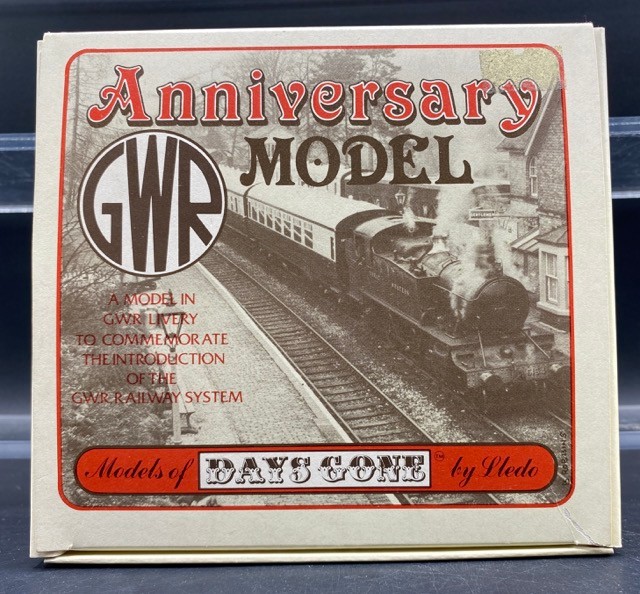 Anniversary
MODEL
GWR
A MODEL IN
GWR LIVERY
TO COMMEMORATE
THE INTRODUCTION
OF THE
GWR RAILWAY SYSTEM
Models of DAYS GONE™ by Lledo